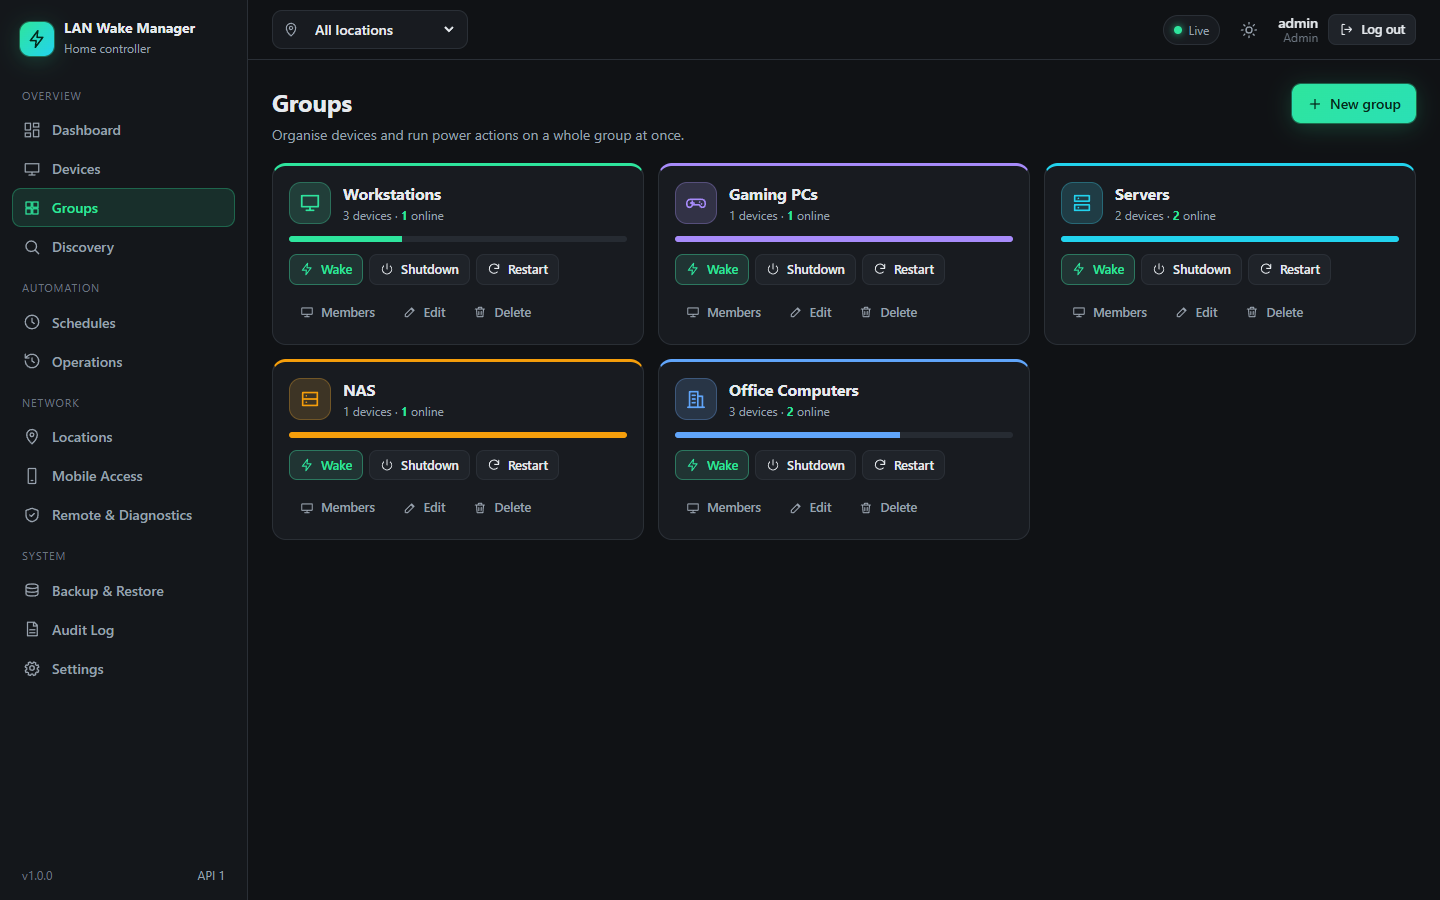 LAN Wake Manager
Home controller
OVERVIEW
Dashboard
Devices
Groups
Discovery
AUTOMATION
Schedules
Operations
NETWORK
Locations
Mobile Access
Remote & Diagnostics
SYSTEM
Backup & Restore
Audit Log
Settings
v1.0.0 API 1
All locations
Live
admin
Admin
Log out
Groups
Organise devices and run power actions on a whole group at once.
New group
Workstations
3 devices · 1 online
Wake Shutdown Restart
Members Edit Delete
Gaming PCs
1 devices · 1 online
Wake Shutdown Restart
Members Edit Delete
Servers
2 devices · 2 online
Wake Shutdown Restart
Members Edit Delete
NAS
1 devices · 1 online
Wake Shutdown Restart
Members Edit Delete
Office Computers
3 devices · 2 online
Wake Shutdown Restart
Members Edit Delete